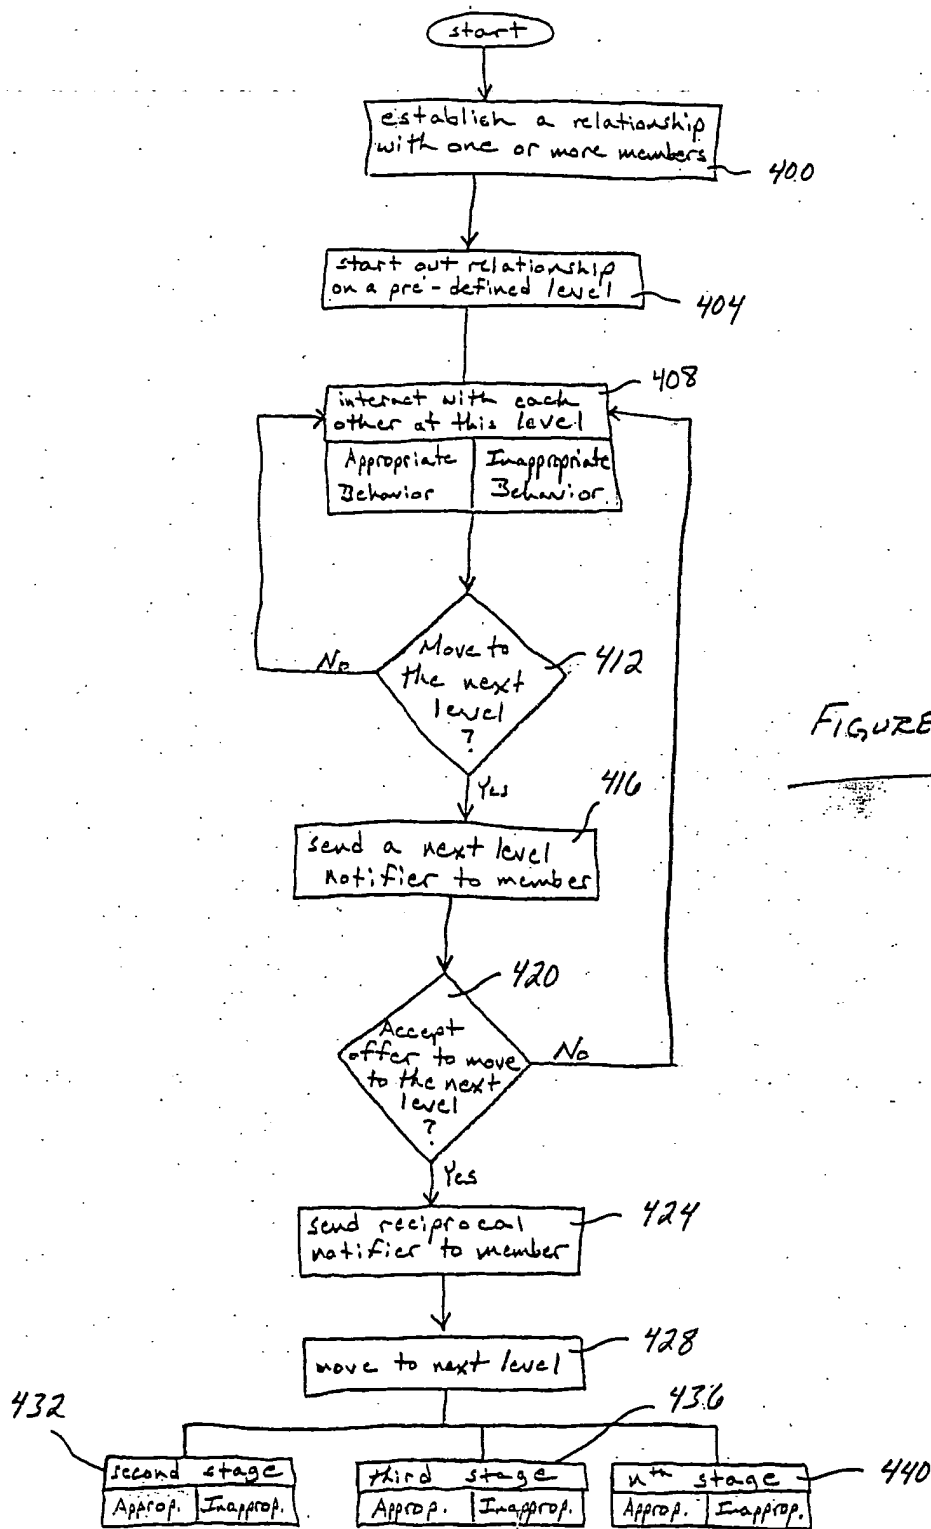 start
establish a relationship
with one or more members
400
start out relationship
on a pre-defined level
404
408
interact with each
other at this level
Appropriate
Behavior
Inappropriate
Behavior.
No
Move to
the next
level
?
412
FIGURE
Yes
416
send a next level
notifier to member
420
Accept
offer to move
to the next
level
?
No
Yes
send reciprocal
notifier to member
424
move to next level
428
432
second stage
Approp. Inapprop.
436
third stage
Approp. Inapprop.
nth stage
440
Approp. Inapprop.